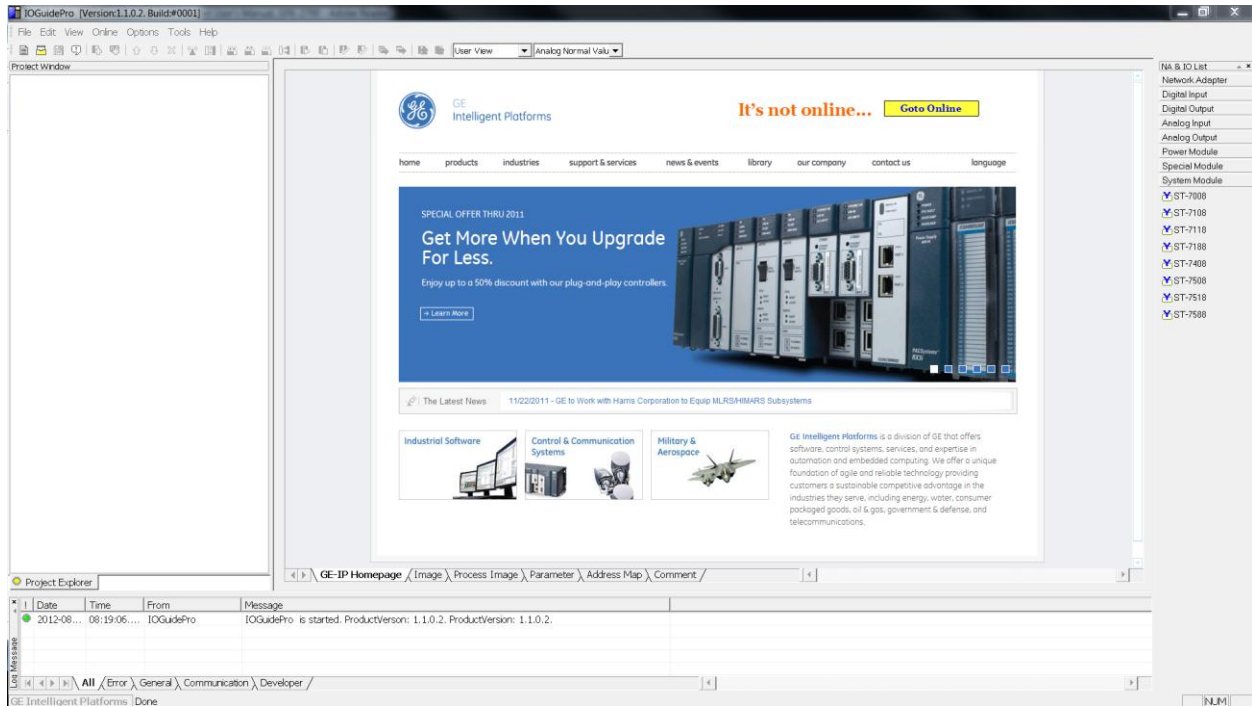 IOGuidePro [Version:1.1.0.2. Build:#0001]
File Edit View Online Options Tools Help
User View Analog Normal Valu
Project Window
NA & IO List
Network Adapter
Digital Input
Digital Output
Analog Input
Analog Output
Power Module
Special Module
System Module
ST-7008
ST-7108
ST-7118
ST-7188
ST-7408
ST-7508
ST-7518
ST-7588
GE
Intelligent Platforms
It's not online... Goto Online
home products industries support & services news & events library our company contact us language
SPECIAL OFFER THRU 2011
Get More When You Upgrade
For Less.
Enjoy up to a 50% discount with our plug-and-play controllers.
Learn More
The Latest News 11/22/2011 - GE to Work with Harris Corporation to Equip MLRS/HIMARS Subsystems
Industrial Software
Control & Communication
Systems
Military &
Aerospace
GE Intelligent Platforms is a division of GE that offers
software, control systems, services, and expertise in
automation and embedded computing. We offer a unique
foundation of agile and reliable technology providing
customers a sustainable competitive advantage in the
industries they serve, including energy, water, consumer
packaged goods, oil & gas, government & defense, and
telecommunications.
Project Explorer
GE-IP Homepage Image Process Image Parameter Address Map Comment
! Date Time From Message
2012-08... 08:19:06.... IOGuidePro IOGuidePro is started. ProductVerson: 1.1.0.2. ProductVersion: 1.1.0.2.
Log Message
All Error General Communication Developer
GE Intelligent Platforms Done NUM